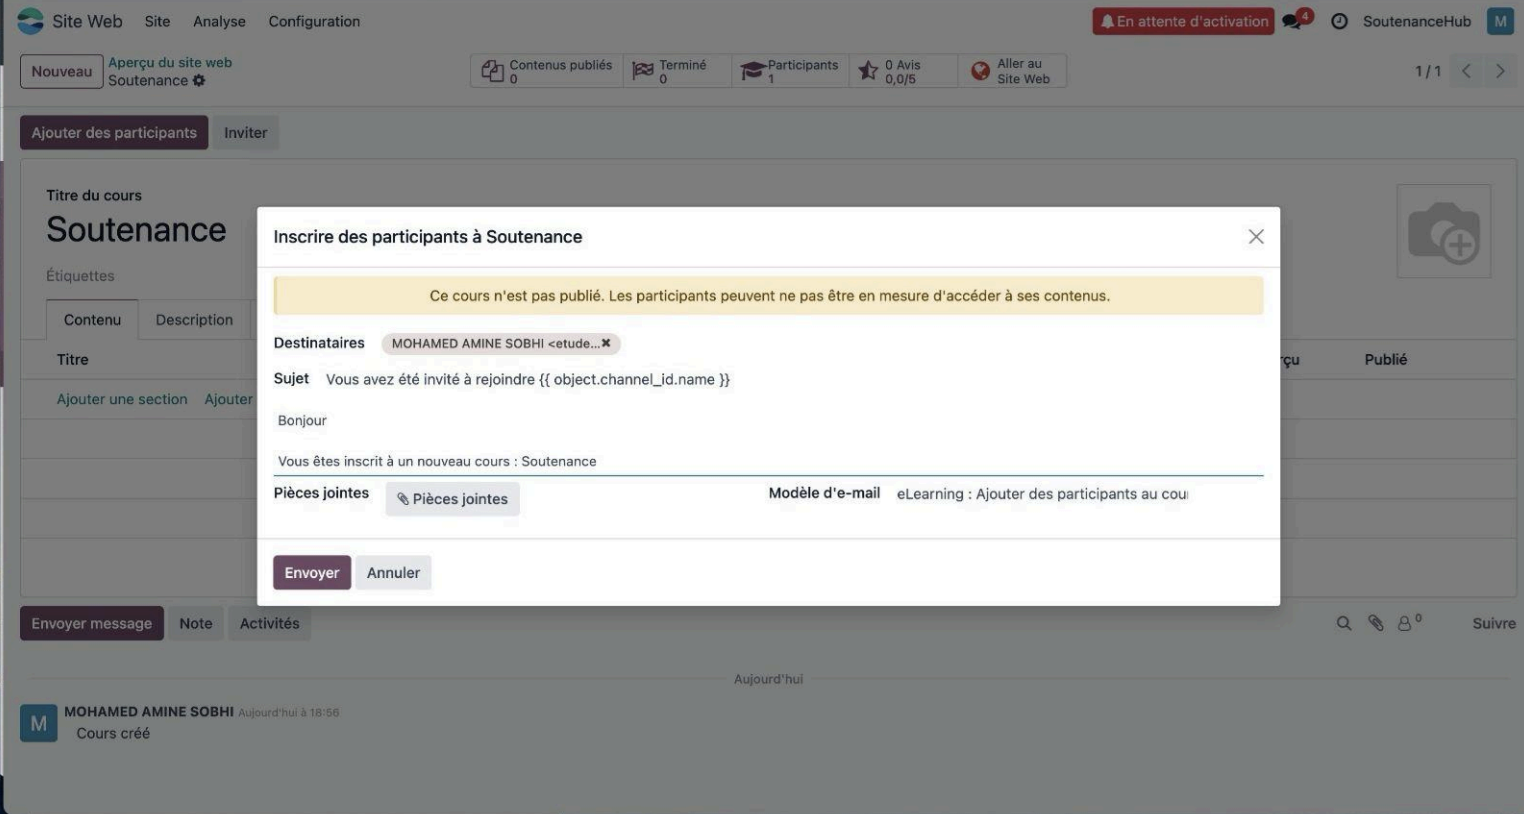 Site Web Site Analyse Configuration En attente d'activation 4 SoutenanceHub M
Nouveau Aperçu du site web Contenus publiés Terminé Participants 0 Avis Aller au 1 / 1
Soutenance 0 0 1 0,0/5 Site Web
Ajouter des participants Inviter
Titre du cours
Soutenance
Étiquettes
Contenu Description
Titre Publié
Ajouter une section Ajouter
Inscrire des participants à Soutenance
Ce cours n'est pas publié. Les participants peuvent ne pas être en mesure d'accéder à ses contenus.
Destinataires MOHAMED AMINE SOBHI <etude...
Sujet Vous avez été invité à rejoindre {{ object.channel_id.name }}
Bonjour
Vous êtes inscrit à un nouveau cours : Soutenance
Pièces jointes Pièces jointes Modèle d'e-mail eLearning : Ajouter des participants au cou
Envoyer Annuler
Envoyer message Note Activités 0 Suivre
Aujourd'hui
M MOHAMED AMINE SOBHI Aujourd'hui à 18:56
Cours créé